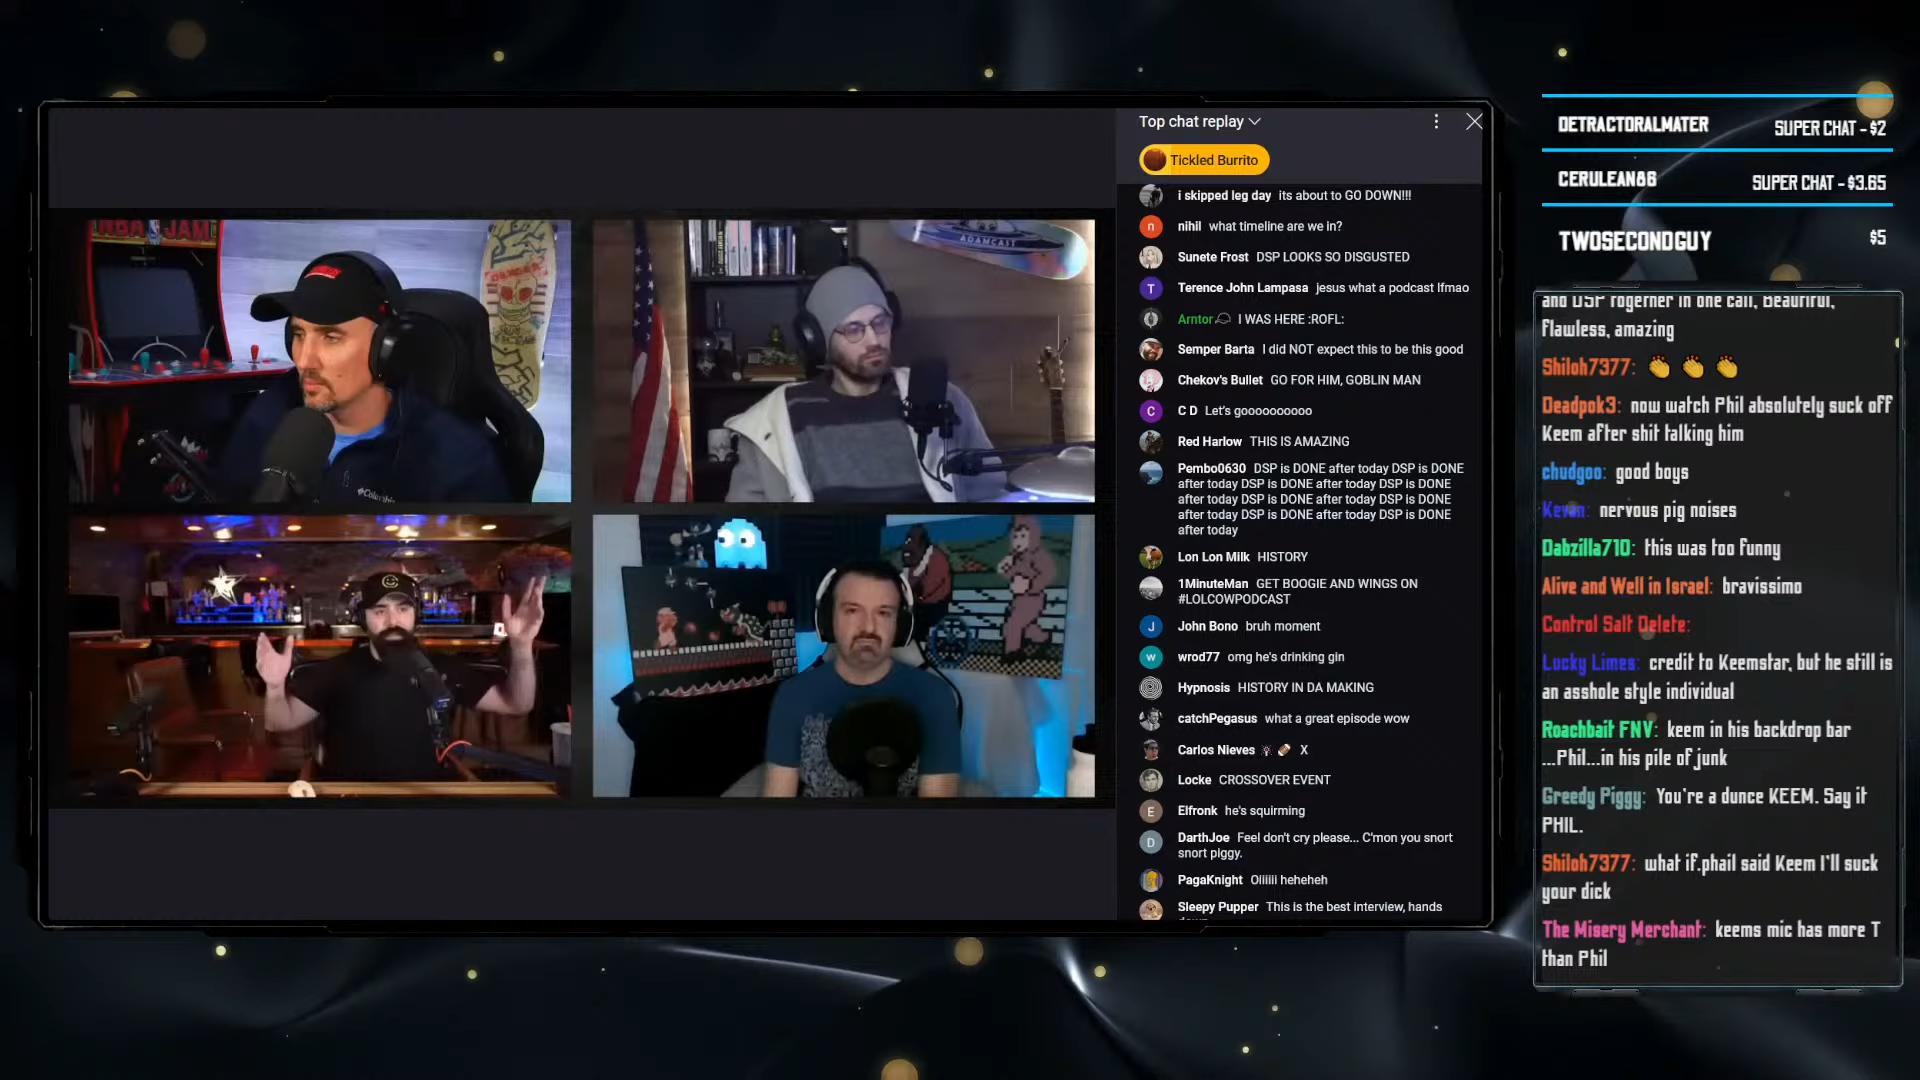 NBA JAM
ADAMCAST
Columbia
Top chat replay
Tickled Burrito
i skipped leg day its about to GO DOWN!!!
n
nihil what timeline are we in?
Sunete Frost DSP LOOKS SO DISGUSTED
T
Terence John Lampasa jesus what a podcast lfmao
Arntor I WAS HERE :ROFL:
Semper Barta I did NOT expect this to be this good
Chekov's Bullet GO FOR HIM, GOBLIN MAN
C
C D Let's goooooooooo
Red Harlow THIS IS AMAZING
Pembo0630 DSP is DONE after today DSP is DONE
after today DSP is DONE after today DSP is DONE
after today DSP is DONE after today DSP is DONE
after today DSP is DONE after today DSP is DONE
after today
Lon Lon Milk HISTORY
1MinuteMan GET BOOGIE AND WINGS ON
#LOLCOWPODCAST
J
John Bono bruh moment
w
wrod77 omg he's drinking gin
Hypnosis HISTORY IN DA MAKING
catchPegasus what a great episode wow
Carlos Nieves 🏈 X
Locke CROSSOVER EVENT
E
Elfronk he's squirming
D
DarthJoe Feel don't cry please... C'mon you snort
snort piggy.
PagaKnight Oiiiiii heheheh
Sleepy Pupper This is the best interview, hands
DETRACTORALMATER SUPER CHAT - $2
CERULEAN86 SUPER CHAT - $3.65
TWOSECONDGUY $5
and DSP together in one call, Beautiful,
flawless, amazing
Shiloh7377: 👏 👏 👏
Deadpok3: now watch Phil absolutely suck off
Keem after shit talking him
chudgoo: good boys
Kevin: nervous pig noises
Dabzilla710: this was too funny
Alive and Well in Israel: bravissimo
Control Salt Delete:
Lucky Limes: credit to Keemstar, but he still is
an asshole style individual
Roachbait FNV: keem in his backdrop bar
...Phil...in his pile of junk
Greedy Piggy: You're a dunce KEEM. Say it
PHIL.
Shiloh7377: what if.phail said Keem I'll suck
your dick
The Misery Merchant: keems mic has more T
than Phil